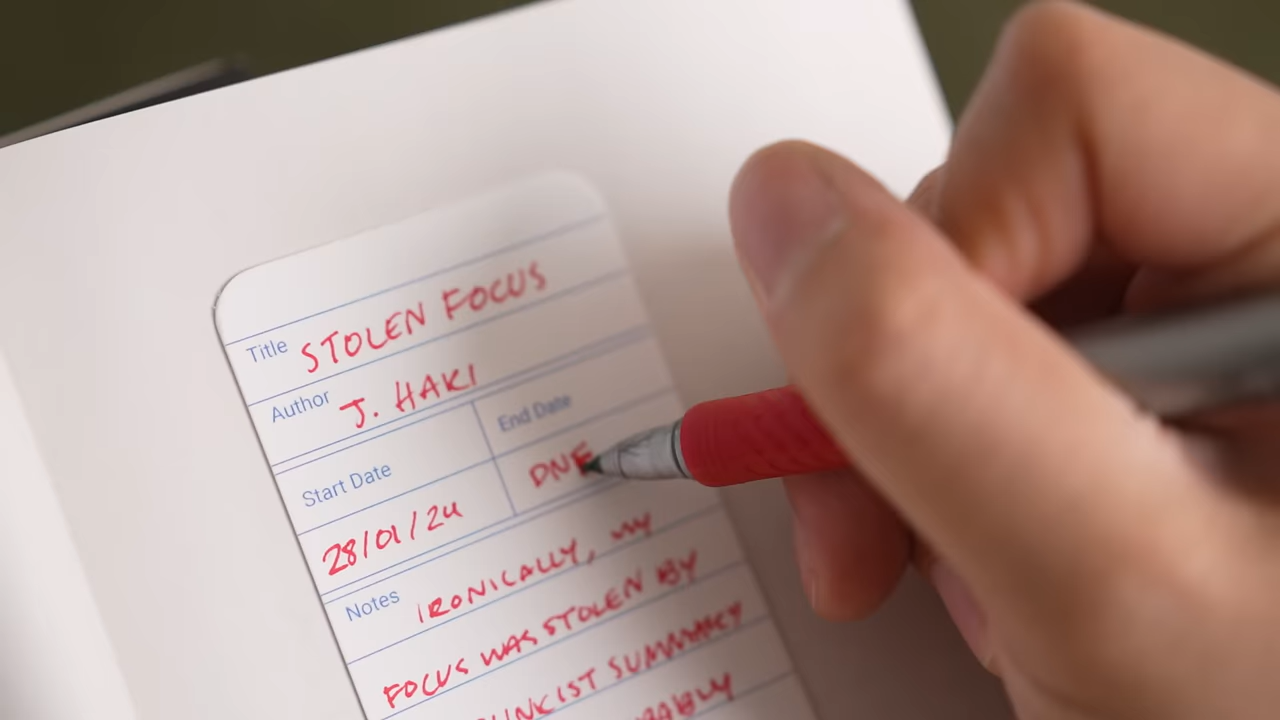 Title STOLEN FOCUS
Author J. HAKI
Start Date End Date
28/01/24 DNF
Notes IRONICALLY, MY
FOCUS WAS STOLEN BY
SUMMARY